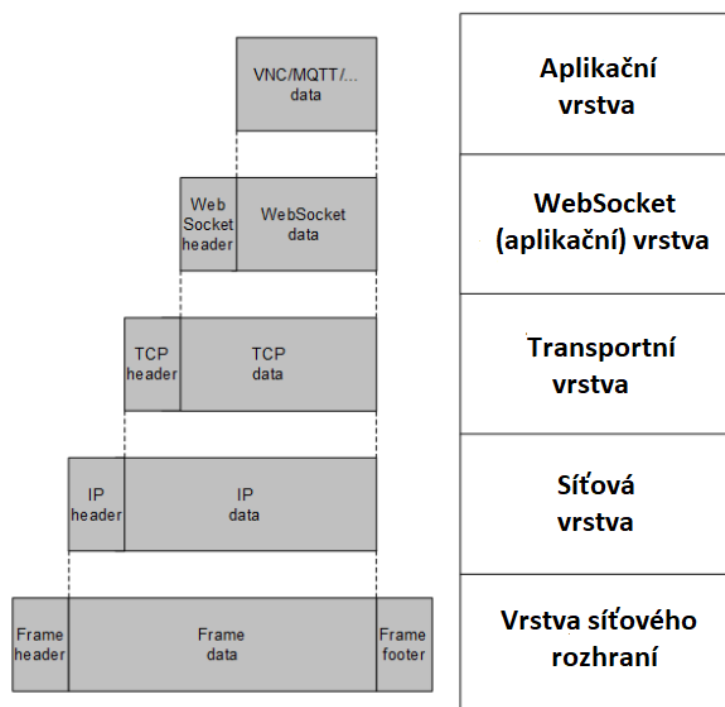 VNC/MQTT/...
data
Aplikační
vrstva
Web
Socket
header
WebSocket
data
WebSocket
(aplikační) vrstva
TCP
header
TCP
data
Transportní
vrstva
IP
header
IP
data
Síťová
vrstva
Frame
header
Frame
data
Frame
footer
Vrstva síťového
rozhraní